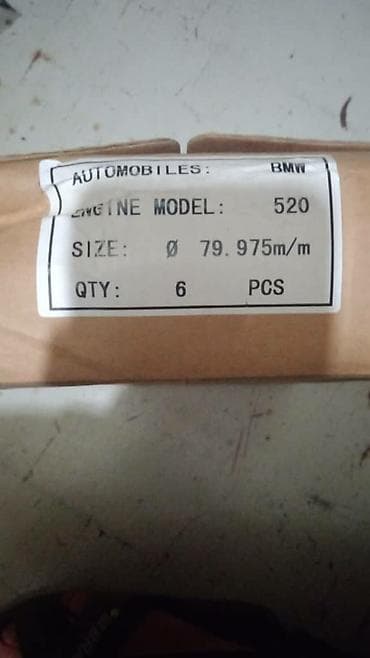 AUTOMOBILES: BMW
ENGINE MODEL: 520
SIZE: Ø 79.975m/m
QTY: 6 PCS